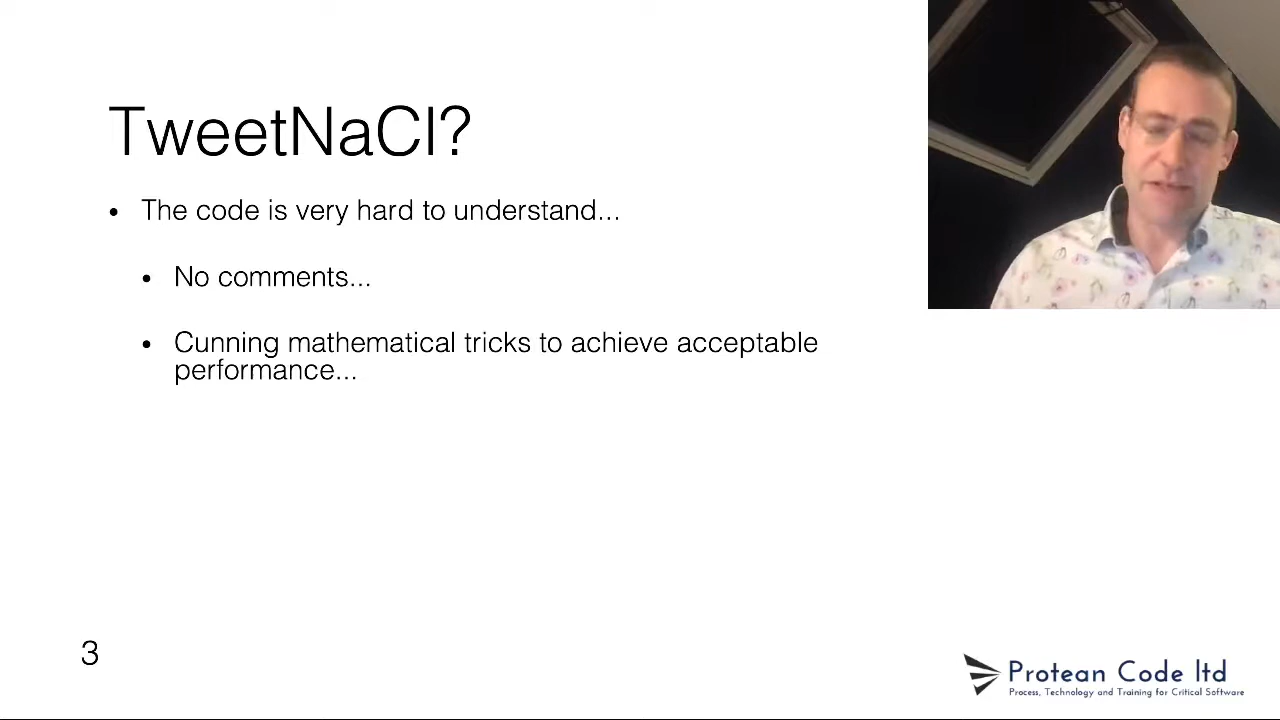 TweetNaCl?
• The code is very hard to understand...
• No comments...
• Cunning mathematical tricks to achieve acceptable
performance...
3
Protean Code ltd
Process, Technology and Training for Critical Software